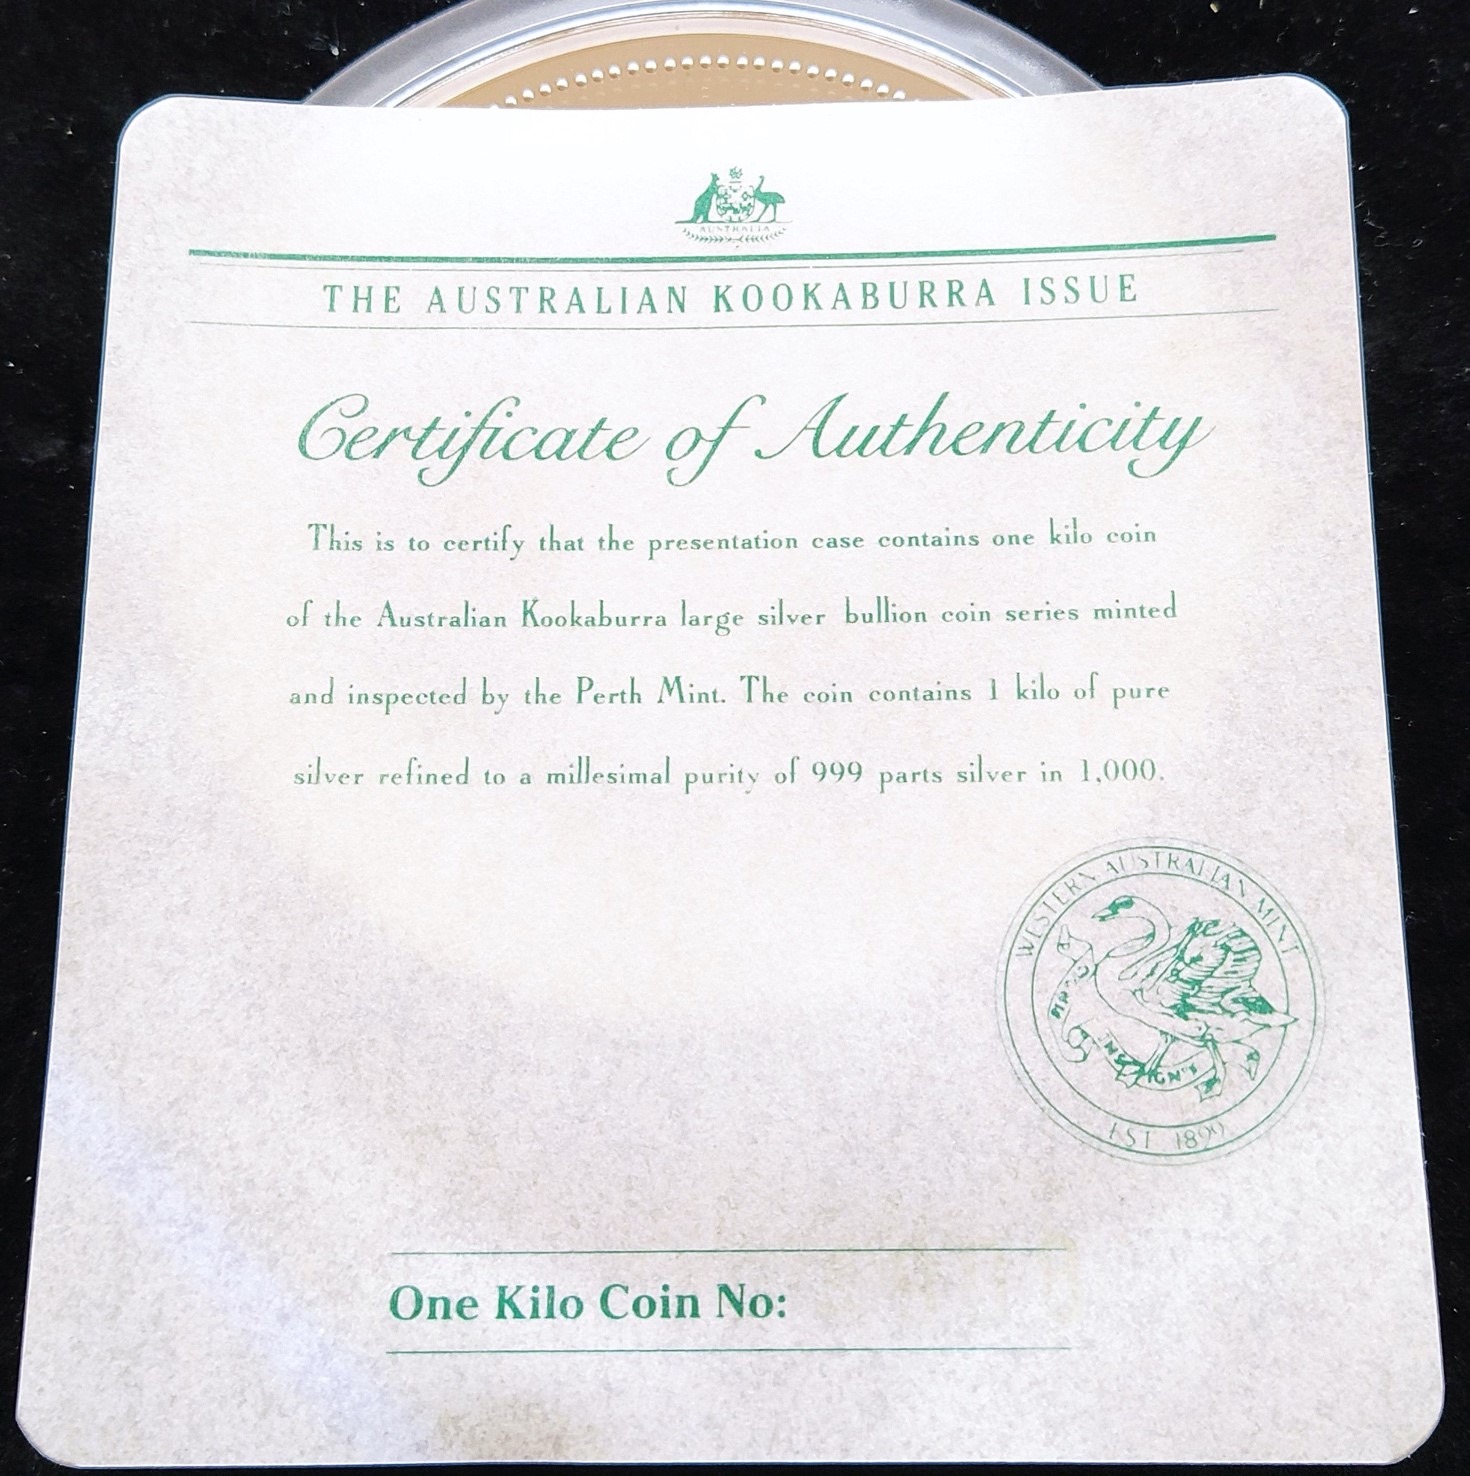 AUSTRALIA
THE AUSTRALIAN KOOKABURRA ISSUE
Certificate of Authenticity
This is to certify that the presentation case contains one kilo coin
of the Australian Kookaburra large silver bullion coin series minted
and inspected by the Perth Mint. The coin contains 1 kilo of pure
silver refined to a millesimal purity of 999 parts silver in 1,000.
WESTERN AUSTRALIAN MINT
EST 1899
One Kilo Coin No: